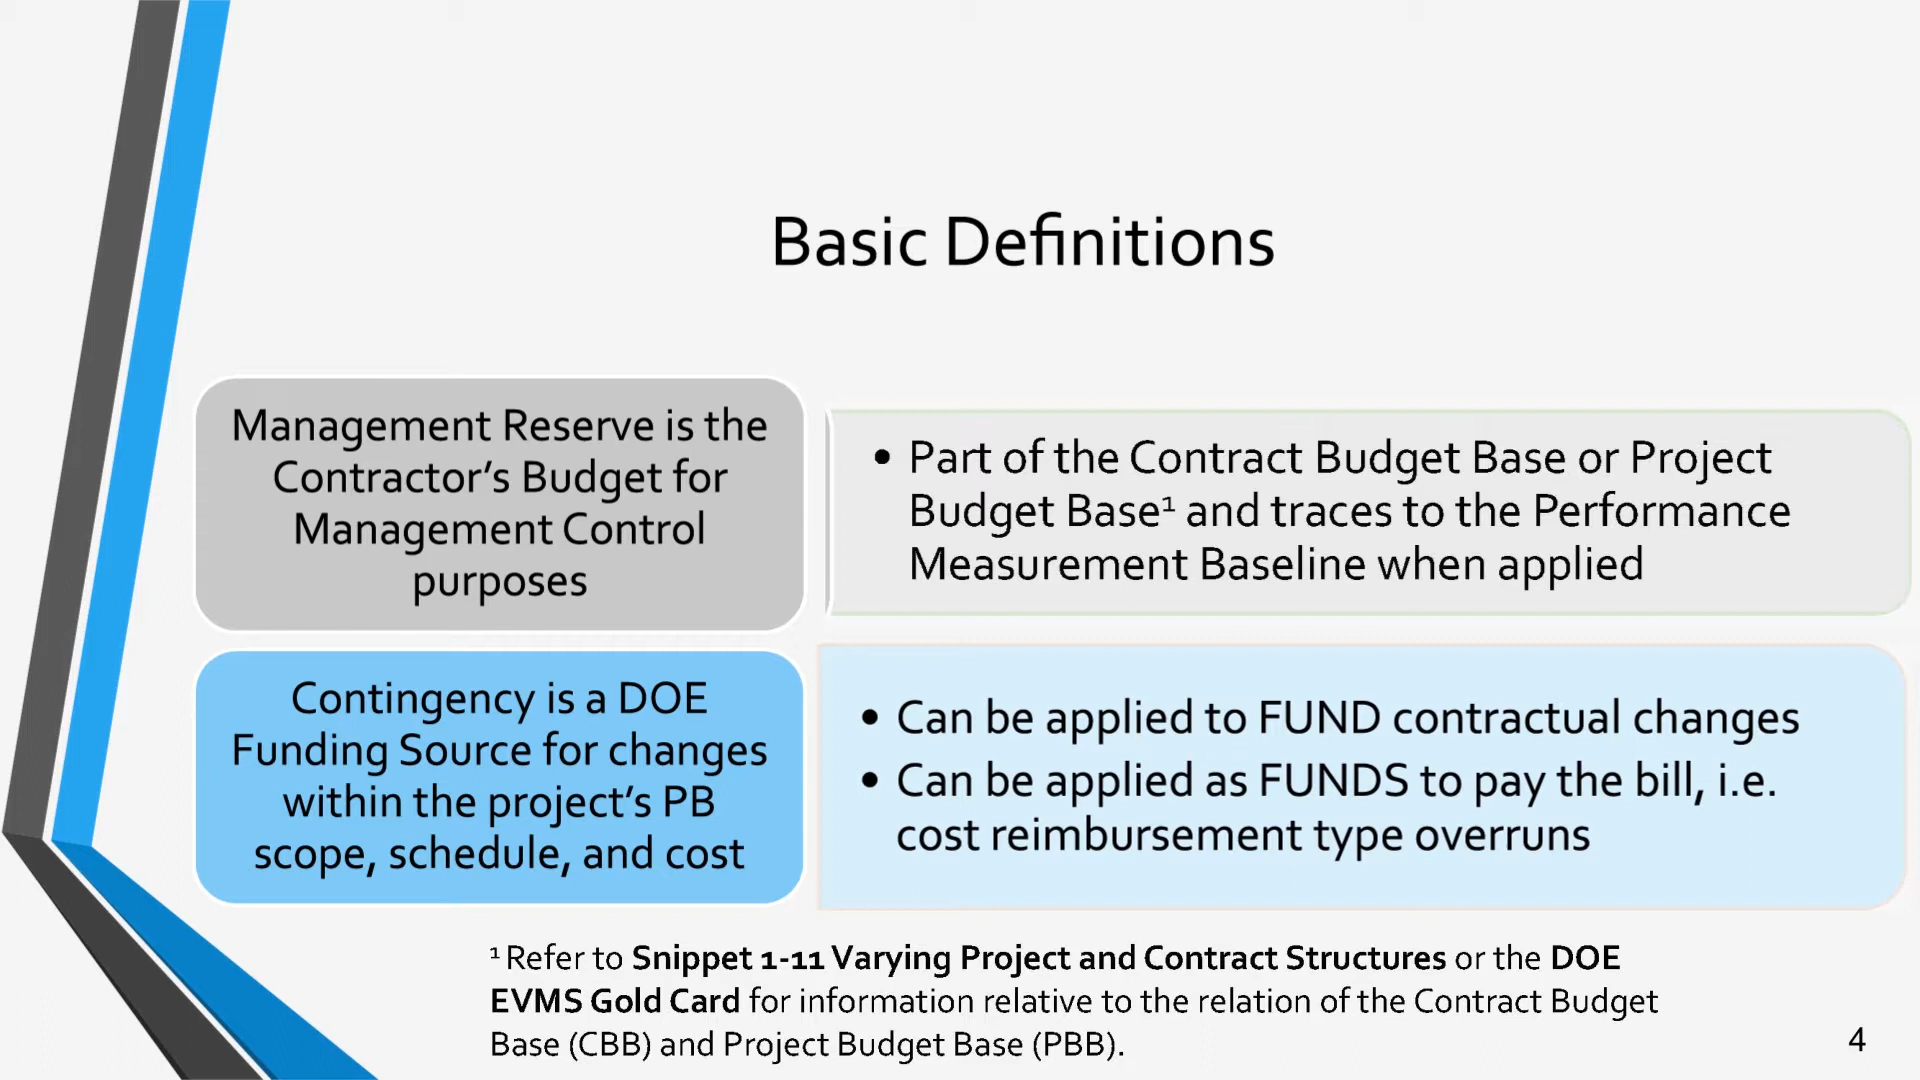 Basic Definitions
Management Reserve is the
Contractor’s Budget for
Management Control
purposes
• Part of the Contract Budget Base or Project
Budget Base¹ and traces to the Performance
Measurement Baseline when applied
Contingency is a DOE
Funding Source for changes
within the project’s PB
scope, schedule, and cost
• Can be applied to FUND contractual changes
• Can be applied as FUNDS to pay the bill, i.e.
cost reimbursement type overruns
¹ Refer to Snippet 1-11 Varying Project and Contract Structures or the DOE
EVMS Gold Card for information relative to the relation of the Contract Budget
Base (CBB) and Project Budget Base (PBB).
4